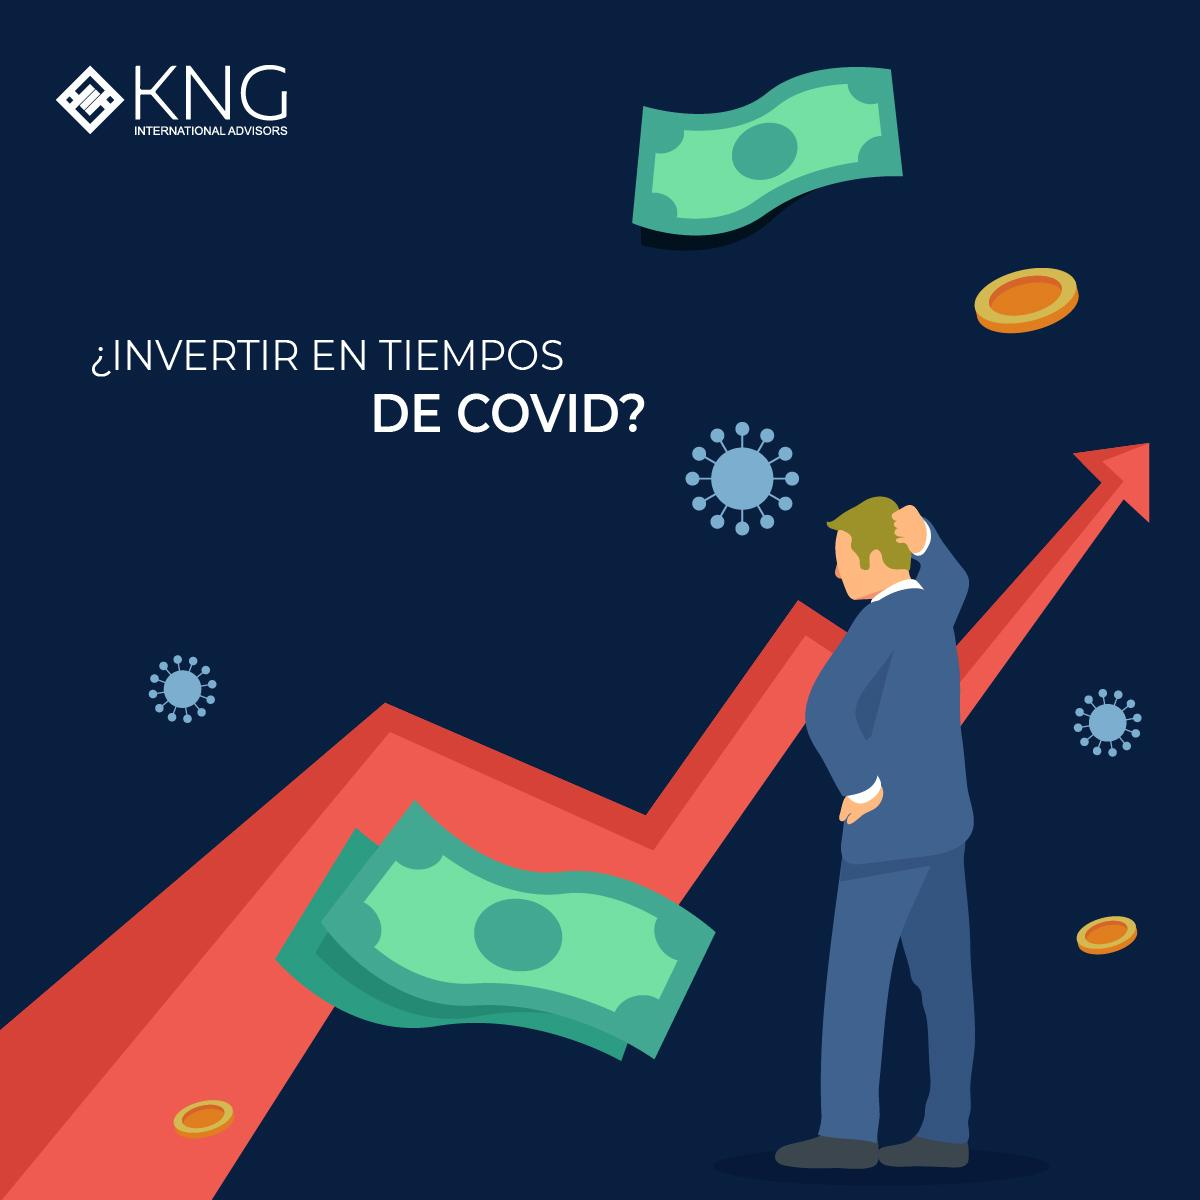 KNG
INTERNATIONAL ADVISORS
¿INVERTIR EN TIEMPOS
DE COVID?